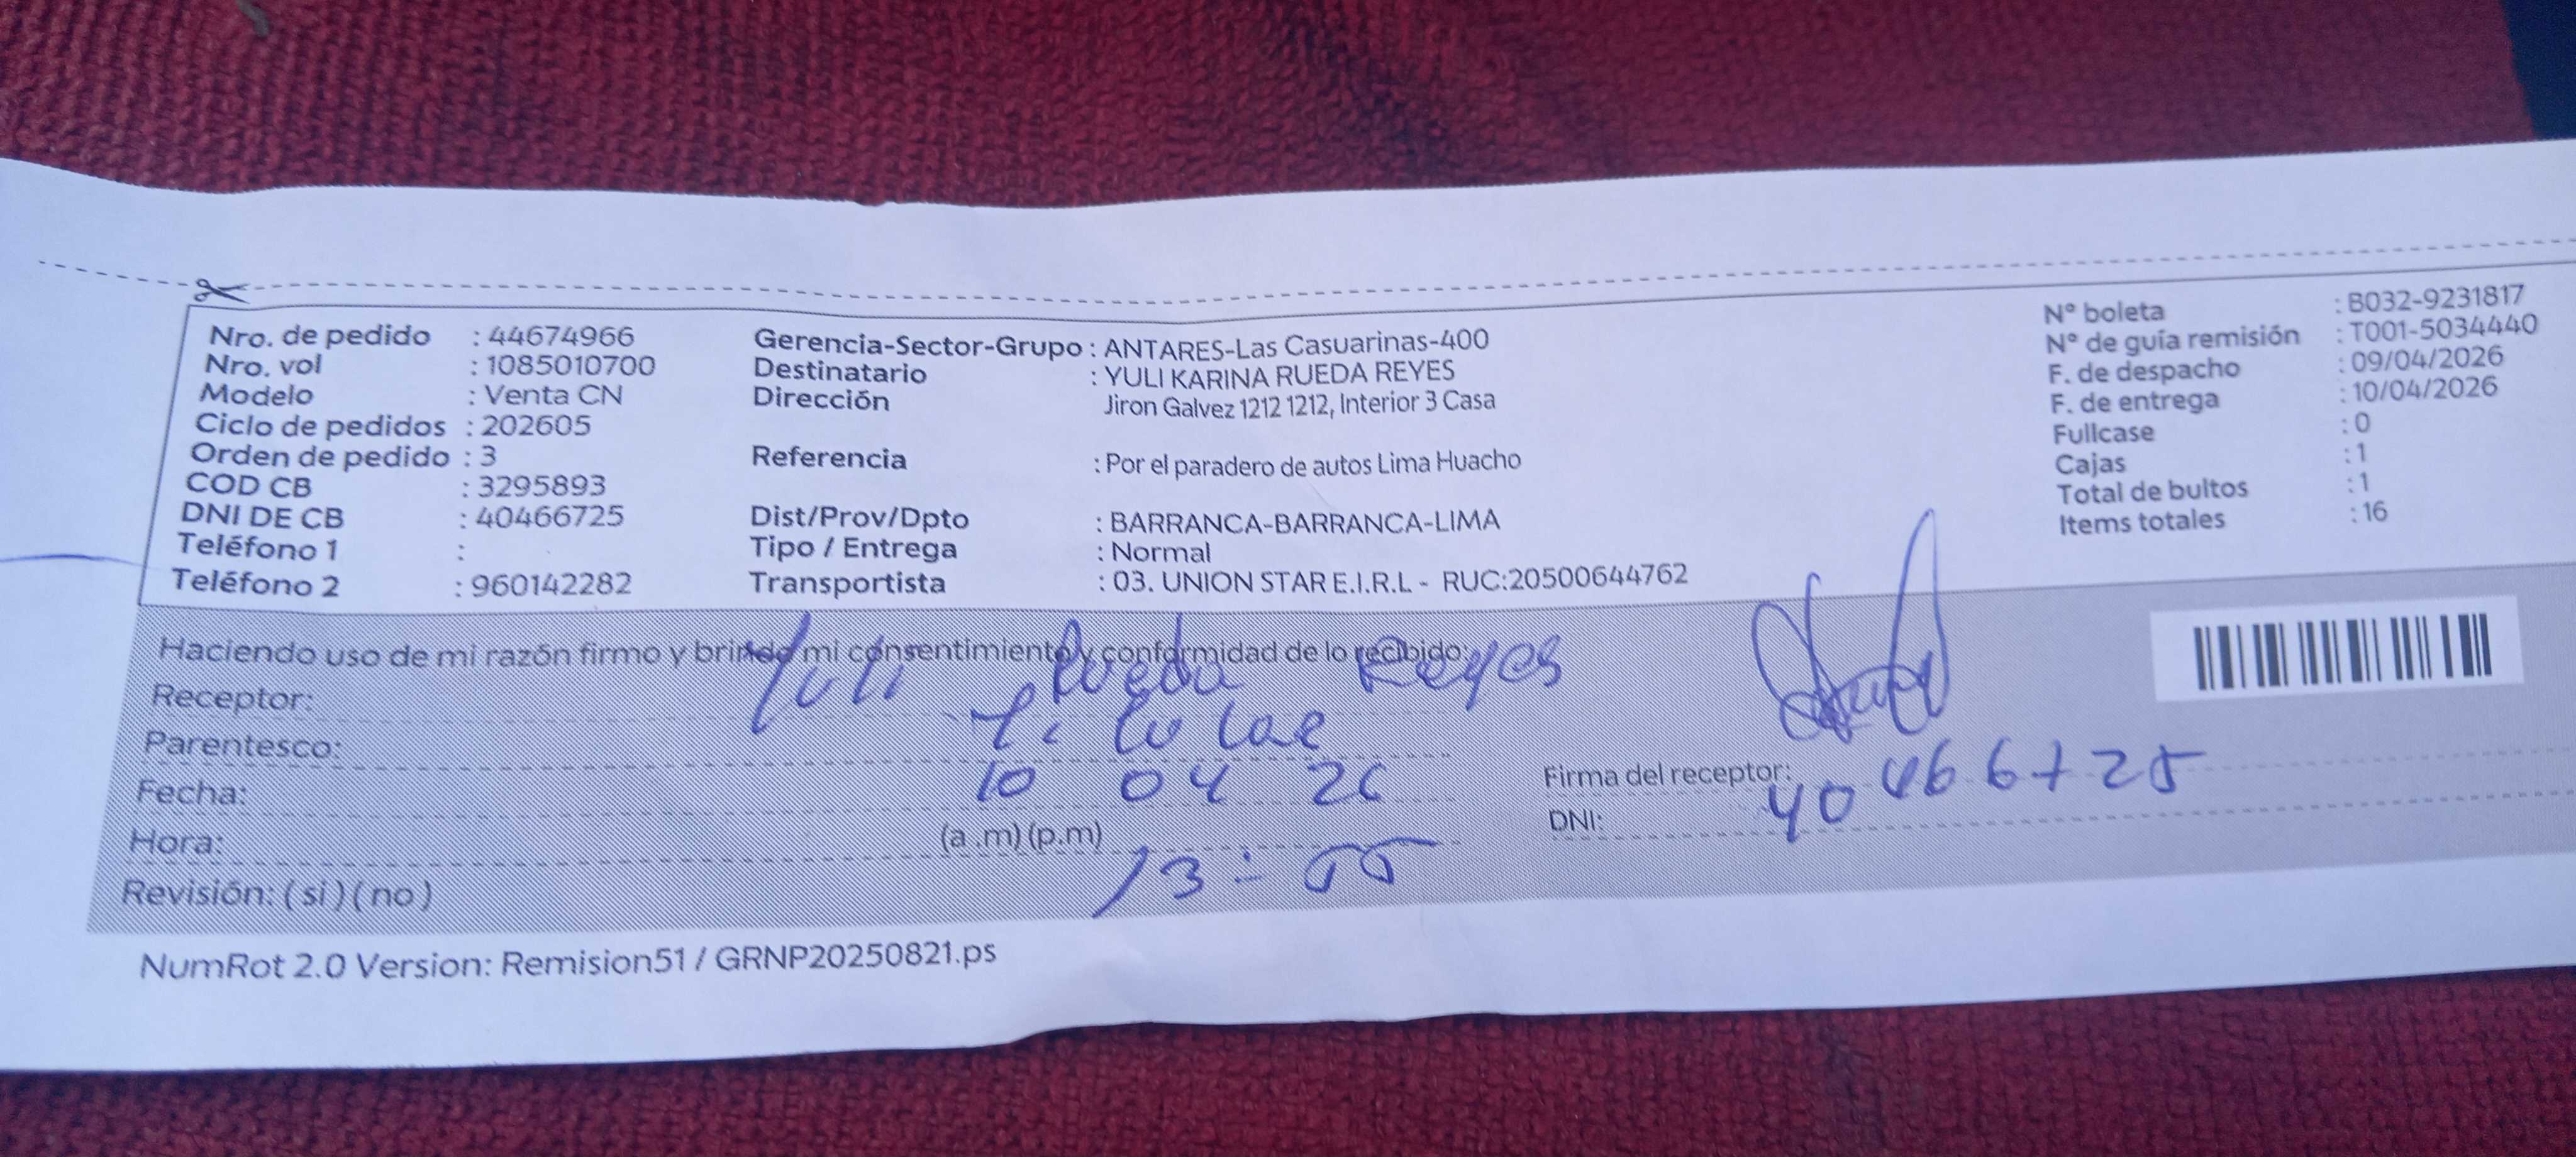 Nro. de pedido : 44674966
Nro. vol : 1085010700
Modelo : Venta CN
Ciclo de pedidos : 202605
Orden de pedido : 3
COD CB : 3295893
DNI DE CB : 40466725
Teléfono 1 :
Teléfono 2 : 960142282
Gerencia-Sector-Grupo : ANTARES-Las Casuarinas-400
Destinatario : YULI KARINA RUEDA REYES
Dirección Jiron Galvez 1212 1212, Interior 3 Casa
Referencia : Por el paradero de autos Lima Huacho
Dist/Prov/Dpto : BARRANCA-BARRANCA-LIMA
Tipo / Entrega : Normal
Transportista : 03. UNION STAR E.I.R.L - RUC:20500644762
N° boleta : B032-9231817
N° de guía remisión : T001-5034440
F. de despacho : 09/04/2026
F. de entrega : 10/04/2026
Fullcase : 0
Cajas : 1
Total de bultos : 1
Items totales : 16
Haciendo uso de mi razón firmo y brindo mi consentimiento y conformidad de lo recibido:
Receptor: Yuli Rueda Reyes
Parentesco: Titular
Fecha: 10 04 26
Hora: (a .m) (p.m) 13:55
Revisión: ( si ) ( no )
Firma del receptor:
DNI: 40466725
NumRot 2.0 Version: Remision51 / GRNP20250821.ps